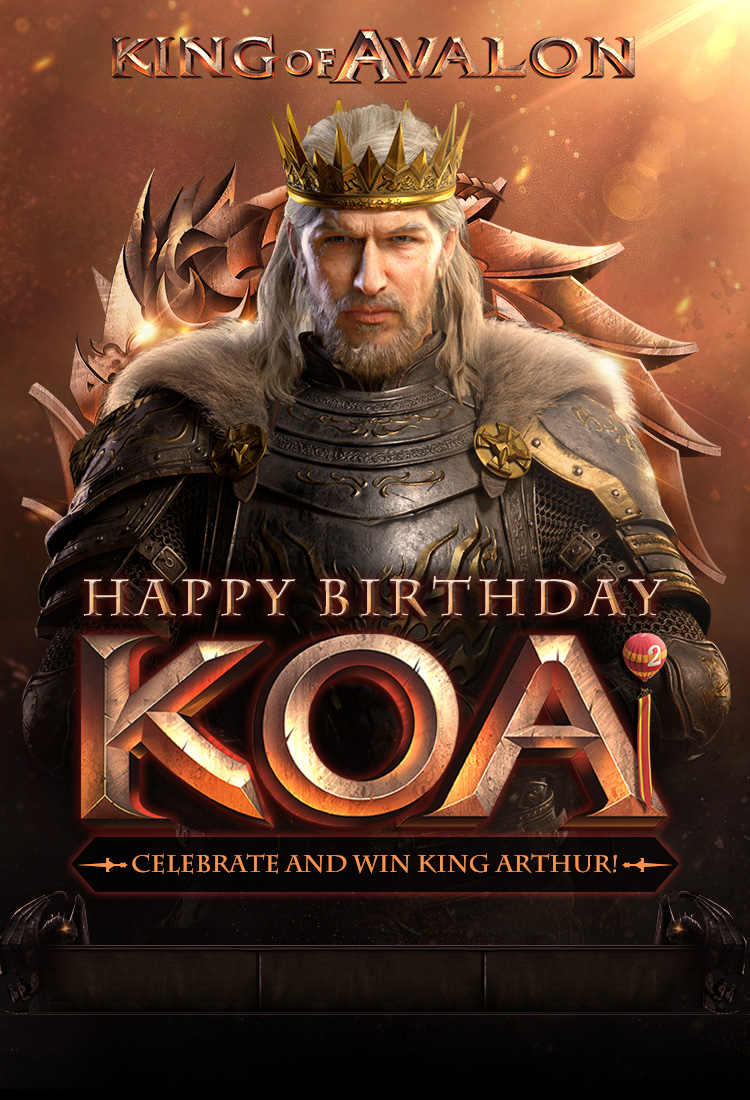 KING OF AVALON
HAPPY BIRTHDAY
KOA
2
CELEBRATE AND WIN KING ARTHUR!